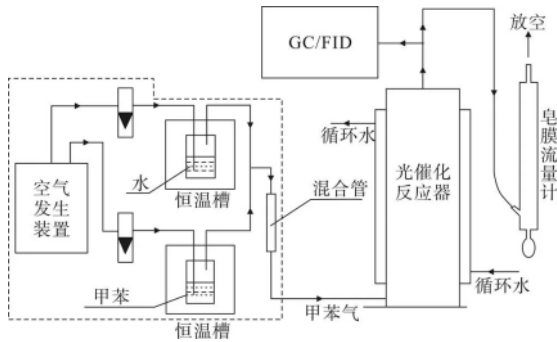 GC/FID
放空
皂膜流量计
循环水
光催化
反应器
水
恒温槽
混合管
空气
发生
装置
甲苯
恒温槽
甲苯气
循环水